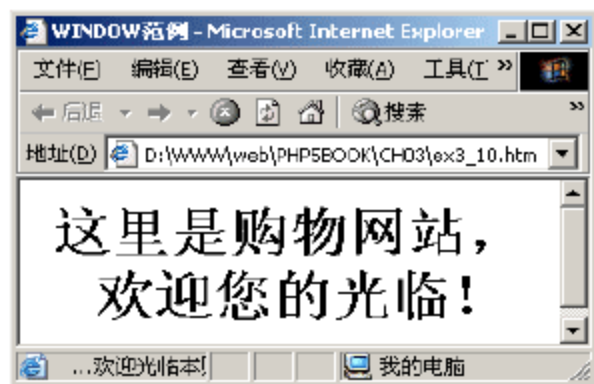 WINDOW范例 - Microsoft Internet Explorer
文件(F) 编辑(E) 查看(V) 收藏(A) 工具(T »
后退 搜索 »
地址(D) D:\WWW\web\PHP5BOOK\CH03\ex3_10.htm
这里是购物网站，
欢迎您的光临！
...欢迎光临本 我的电脑